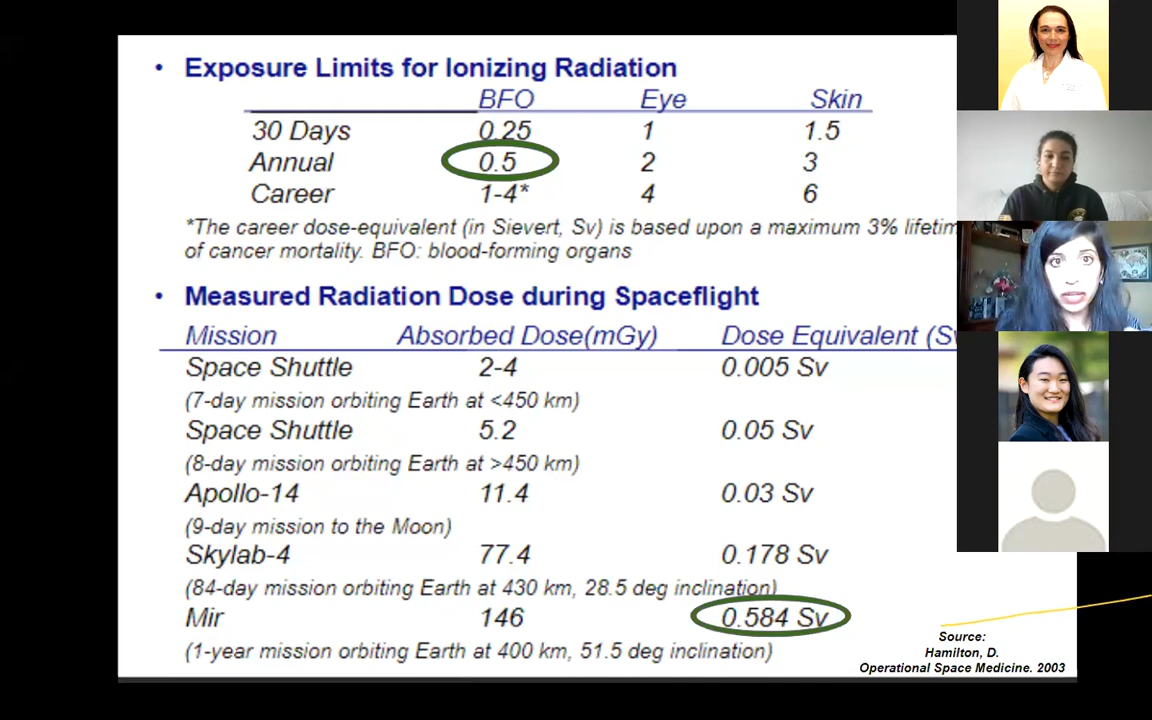 • Exposure Limits for Ionizing Radiation
BFO Eye Skin
30 Days 0.25 1 1.5
Annual 0.5 2 3
Career 1-4* 4 6
*The career dose-equivalent (in Sievert, Sv) is based upon a maximum 3%
of cancer mortality. BFO: blood-forming organs
• Measured Radiation Dose during Spaceflight
Mission Absorbed Dose(mGy) Dose Equivalent
Space Shuttle 2-4 0.005 Sv
(7-day mission orbiting Earth at <450 km)
Space Shuttle 5.2 0.05 Sv
(8-day mission orbiting Earth at >450 km)
Apollo-14 11.4 0.03 Sv
(9-day mission to the Moon)
Skylab-4 77.4 0.178 Sv
(84-day mission orbiting Earth at 430 km, 28.5 deg inclination)
Mir 146 0.584 Sv
(1-year mission orbiting Earth at 400 km, 51.5 deg inclination)
Source:
Hamilton, D.
Operational Space Medicine. 2003